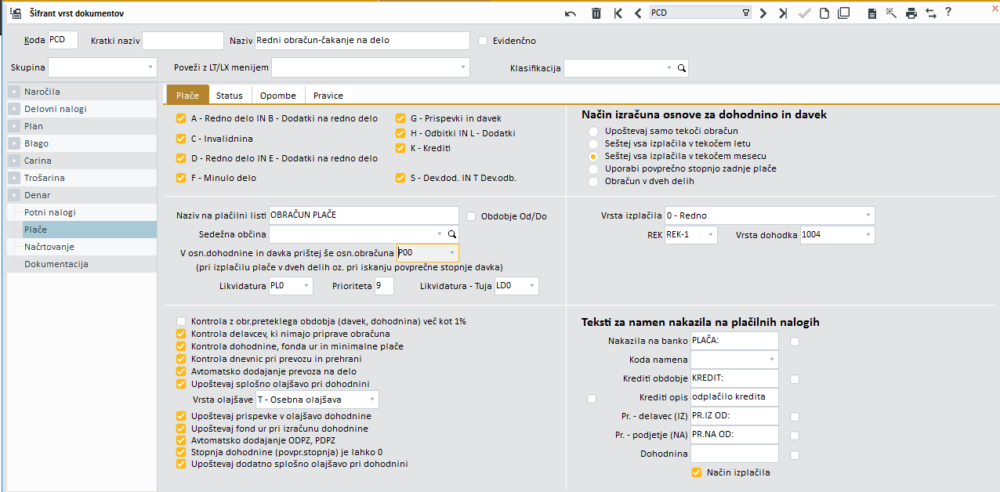 Šifrant vrst dokumentov
PCD
?
Koda PCD Kratki naziv Naziv Redni obračun-čakanje na delo Evidenčno
Skupina Poveži z LT/LX menijem Klasifikacija
Naročila
Delovni nalogi
Plan
Blago
Carina
Trošarina
Denar
Potni nalogi
Plače
Načrtovanje
Dokumentacija
Plače Status Opombe Pravice
A - Redno delo IN B - Dodatki na redno delo
C - Invalidnina
D - Redno delo IN E - Dodatki na redno delo
F - Minulo delo
G - Prispevki in davek
H - Odbitki IN L - Dodatki
K - Krediti
S - Dev.dod. IN T Dev.odb.
Način izračuna osnove za dohodnino in davek
Upoštevaj samo tekoči obračun
Seštej vsa izplačila v tekočem letu
Seštej vsa izplačila v tekočem mesecu
Uporabi povprečno stopnjo zadnje plače
Obračun v dveh delih
Naziv na plačilni listi OBRAČUN PLAČE Obdobje Od/Do
Sedežna občina
V osn.dohodnine in davka prištej še osn.obračuna P00
(pri izplačilu plače v dveh delih oz. pri iskanju povprečne stopnje davka)
Likvidatura PL0 Prioriteta 9 Likvidatura - Tuja LD0
Vrsta izplačila 0 - Redno
REK REK-1 Vrsta dohodka 1004
Kontrola z obr.preteklega obdobja (davek, dohodnina) več kot 1%
Kontrola delavcev, ki nimajo priprave obračuna
Kontrola dohodnine, fonda ur in minimalne plače
Kontrola dnevnic pri prevozu in prehrani
Avtomatsko dodajanje prevoza na delo
Upoštevaj splošno olajšavo pri dohodnini
Vrsta olajšave T - Osebna olajšava
Upoštevaj prispevke v olajšavo dohodnine
Upoštevaj fond ur pri izračunu dohodnine
Avtomatsko dodajanje ODPZ, PDPZ
Stopnja dohodnine (povpr.stopnja) je lahko 0
Upoštevaj dodatno splošno olajšavo pri dohodnini
Teksti za namen nakazila na plačilnih nalogih
Nakazila na banko PLAČA:
Koda namena
Krediti obdobje KREDIT:
Krediti opis odplačilo kredita
Pr. - delavec (IZ) PR.IZ OD:
Pr. - podjetje (NA) PR.NA OD:
Dohodnina
Način izplačila